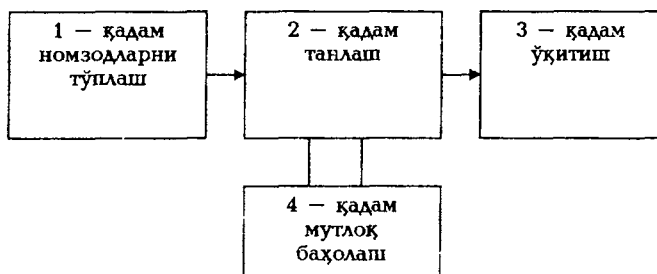 1 — қадам
номзодларни
тўплаш
2 — қадам
танлаш
3 — қадам
ўқитиш
4 — қадам
мутлоқ
баҳолаш